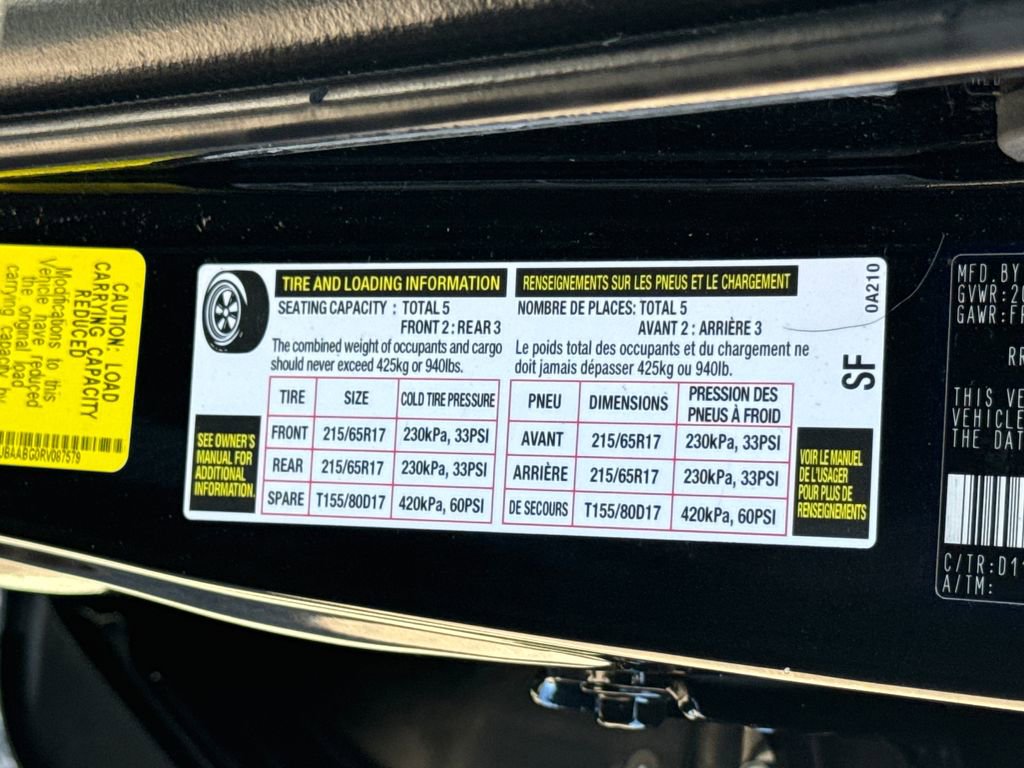 CAUTION: LOAD
CARRYING CAPACITY
REDUCED
Modifications to this
Vehicle have reduced
the original load
carrying capacity by
TIRE AND LOADING INFORMATION
SEATING CAPACITY : TOTAL 5
FRONT 2 : REAR 3
The combined weight of occupants and cargo
should never exceed 425kg or 940lbs.
TIRE SIZE COLD TIRE PRESSURE
FRONT 215/65R17 230kPa, 33PSI
REAR 215/65R17 230kPa, 33PSI
SPARE T155/80D17 420kPa, 60PSI
SEE OWNER'S
MANUAL FOR
ADDITIONAL
INFORMATION.
RENSEIGNEMENTS SUR LES PNEUS ET LE CHARGEMENT
NOMBRE DE PLACES: TOTAL 5
AVANT 2 : ARRIÈRE 3
Le poids total des occupants et du chargement ne
doit jamais dépasser 425kg ou 940lb.
PNEU DIMENSIONS PRESSION DES
PNEUS À FROID
AVANT 215/65R17 230kPa, 33PSI
ARRIÈRE 215/65R17 230kPa, 33PSI
DE SECOURS T155/80D17 420kPa, 60PSI
VOIR LE MANUEL
DE L'USAGER
POUR PLUS DE
RENSEIGNEMENTS
0A210
SF
MFD.BY
GVWR:
GAWR:
THIS
VEHICLE
THE
C/TR:
A/TM: